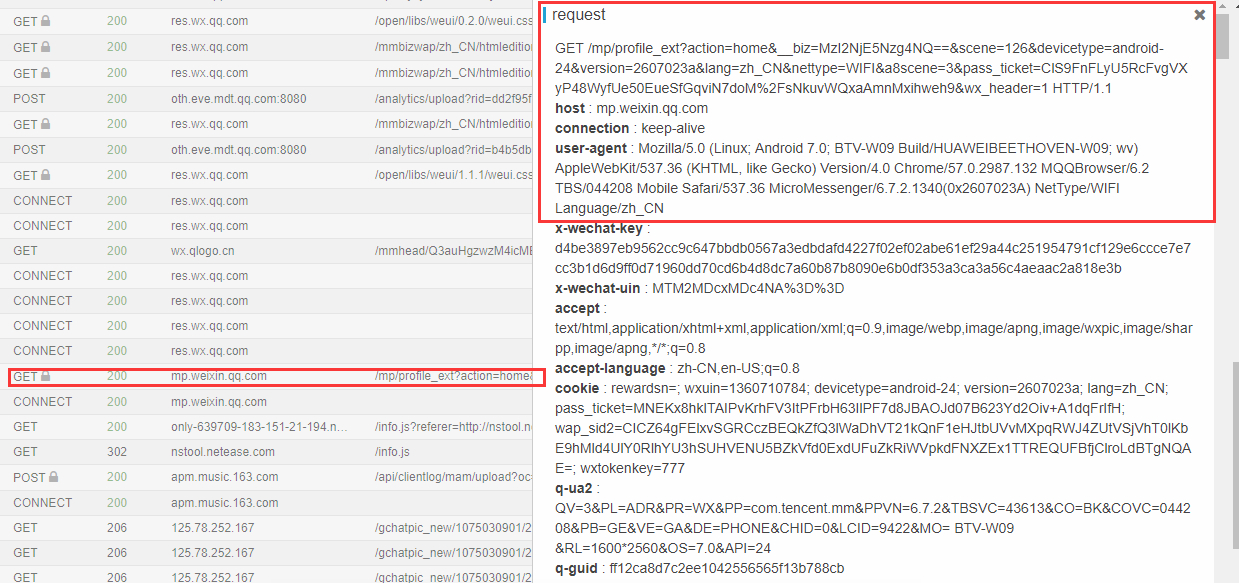 GET 200 res.wx.qq.com /open/libs/weui/0.2.0/weui.css
GET 200 res.wx.qq.com /mmbizwap/zh_CN/htmledition
GET 200 res.wx.qq.com /mmbizwap/zh_CN/htmledition
POST 200 oth.eve.mdt.qq.com:8080 /analytics/upload?rid=dd2f95f
GET 200 res.wx.qq.com /mmbizwap/zh_CN/htmledition
POST 200 oth.eve.mdt.qq.com:8080 /analytics/upload?rid=b4b5db
GET 200 res.wx.qq.com /open/libs/weui/1.1.1/weui.css
CONNECT 200 res.wx.qq.com
CONNECT 200 res.wx.qq.com
GET 200 wx.qlogo.cn /mmhead/Q3auHgzwzM4icME
CONNECT 200 res.wx.qq.com
CONNECT 200 res.wx.qq.com
CONNECT 200 res.wx.qq.com
CONNECT 200 res.wx.qq.com
GET 200 mp.weixin.qq.com /mp/profile_ext?action=home&
CONNECT 200 mp.weixin.qq.com
GET 200 only-639709-183-151-21-194.n... /info.js?referer=http://nstool.ne
GET 302 nstool.netease.com /info.js
POST 200 apm.music.163.com /api/clientlog/mam/upload?oc=
CONNECT 200 apm.music.163.com
GET 206 125.78.252.167 /gchatpic_new/1075030901/2
GET 206 125.78.252.167 /gchatpic_new/1075030901/2
GET 206 125.78.252.167 /gchatpic_new/1075030901/2
request
GET /mp/profile_ext?action=home&__biz=MzI2NjE5Nzg4NQ==&scene=126&devicetype=android-
24&version=2607023a&lang=zh_CN&nettype=WIFI&a8scene=3&pass_ticket=CIS9FnFLyU5RcFvgVX
yP48WyfUe50EueSfGqviN7doM%2FsNkuvWQxaAmnMxihweh9&wx_header=1 HTTP/1.1
host : mp.weixin.qq.com
connection : keep-alive
user-agent : Mozilla/5.0 (Linux; Android 7.0; BTV-W09 Build/HUAWEIBEETHOVEN-W09; wv)
AppleWebKit/537.36 (KHTML, like Gecko) Version/4.0 Chrome/57.0.2987.132 MQQBrowser/6.2
TBS/044208 Mobile Safari/537.36 MicroMessenger/6.7.2.1340(0x2607023A) NetType/WIFI
Language/zh_CN
x-wechat-key :
d4be3897eb9562cc9c647bbdb0567a3edbdafd4227f02ef02abe61ef29a44c251954791cf129e6ccce7e7
cc3b1d6d9ff0d71960dd70cd6b4d8dc7a60b87b8090e6b0df353a3ca3a56c4aeaac2a818e3b
x-wechat-uin : MTM2MDcxMDc4NA%3D%3D
accept :
text/html,application/xhtml+xml,application/xml;q=0.9,image/webp,image/apng,image/wxpic,image/shar
pp,image/apng,*/*;q=0.8
accept-language : zh-CN,en-US;q=0.8
cookie : rewardsn=; wxuin=1360710784; devicetype=android-24; version=2607023a; lang=zh_CN;
pass_ticket=MNEKx8hkITAIPvKrhFV3ItPFrbH63IIPF7d8JBAOJd07B623Yd2Oiv+A1dqFrIfH;
wap_sid2=CICZ64gFElxvSGRCczBEQkZfQ3lWaDhVT21kQnF1eHJtbUVvMXpqRWJ4ZUtVSjVhT0lKb
E9hMld4UlY0RlhYU3hSUHVENU5BZkVfd0ExdUFuZkRiWVpkdFNXZEx1TTREQUFBfjCIroLdBTgNQA
AE=; wxtokenkey=777
q-ua2 :
QV=3&PL=ADR&PR=WX&PP=com.tencent.mm&PPVN=6.7.2&TBSVC=43613&CO=BK&COVC=0442
08&PB=GE&VE=GA&DE=PHONE&CHID=0&LCID=9422&MO= BTV-W09
&RL=1600*2560&OS=7.0&API=24
q-guid : ff12ca8d7c2ee1042556565f13b788cb